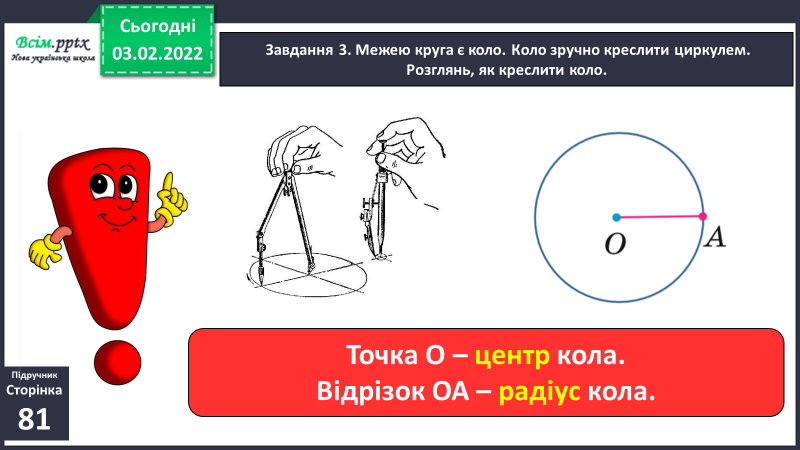 Всім.pptx
Нова українська школа
Сьогодні
03.02.2022
Завдання 3. Межею круга є коло. Коло зручно креслити циркулем.
Розглянь, як креслити коло.
O
A
Точка О – центр кола.
Відрізок ОА – радіус кола.
Підручник
Сторінка
81